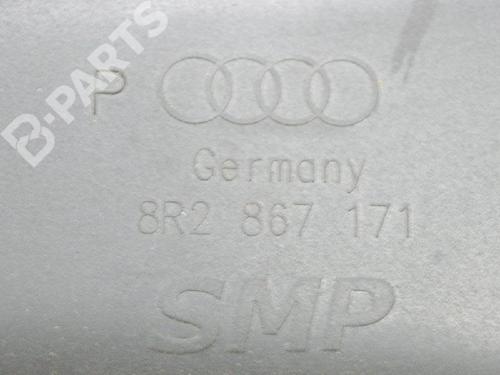 B-PARTS
P
Germany
8R2 867 171
SMP